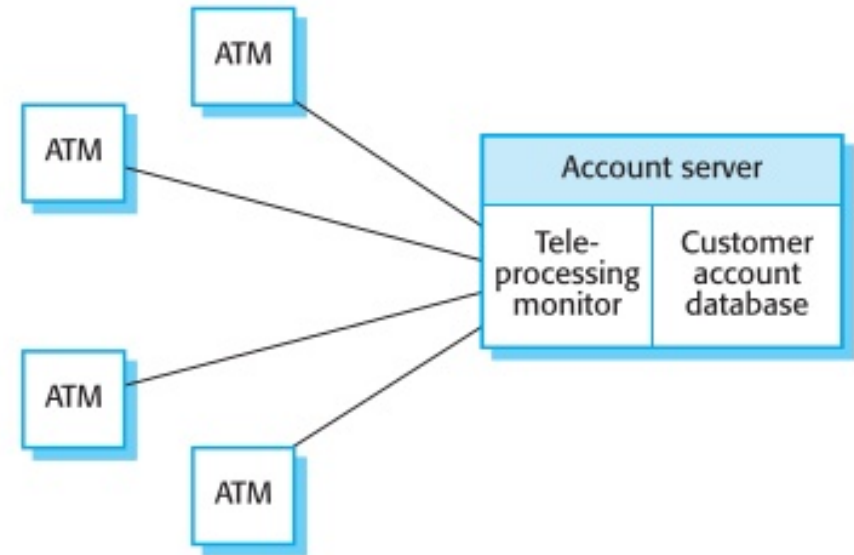 ATM
ATM
ATM
ATM
Account server
Tele-
processing
monitor
Customer
account
database